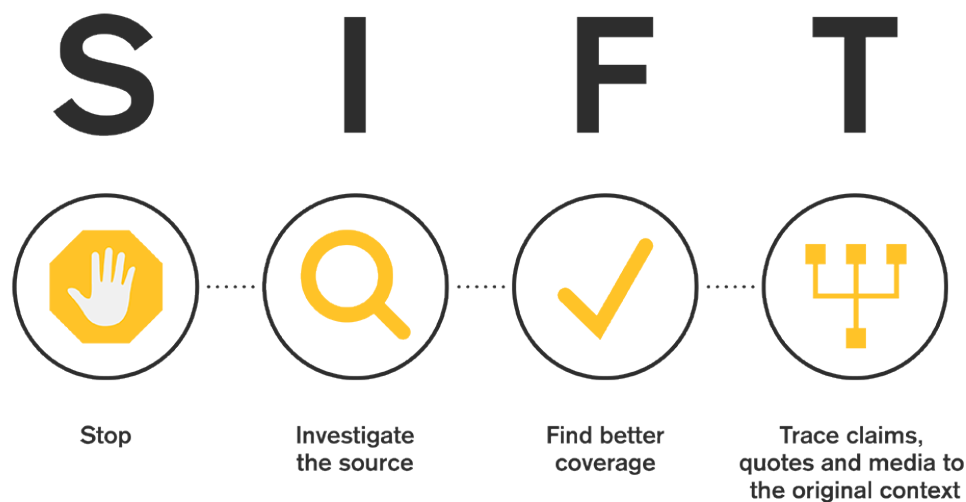 S I F T
Stop
Investigate
the source
Find better
coverage
Trace claims,
quotes and media to
the original context